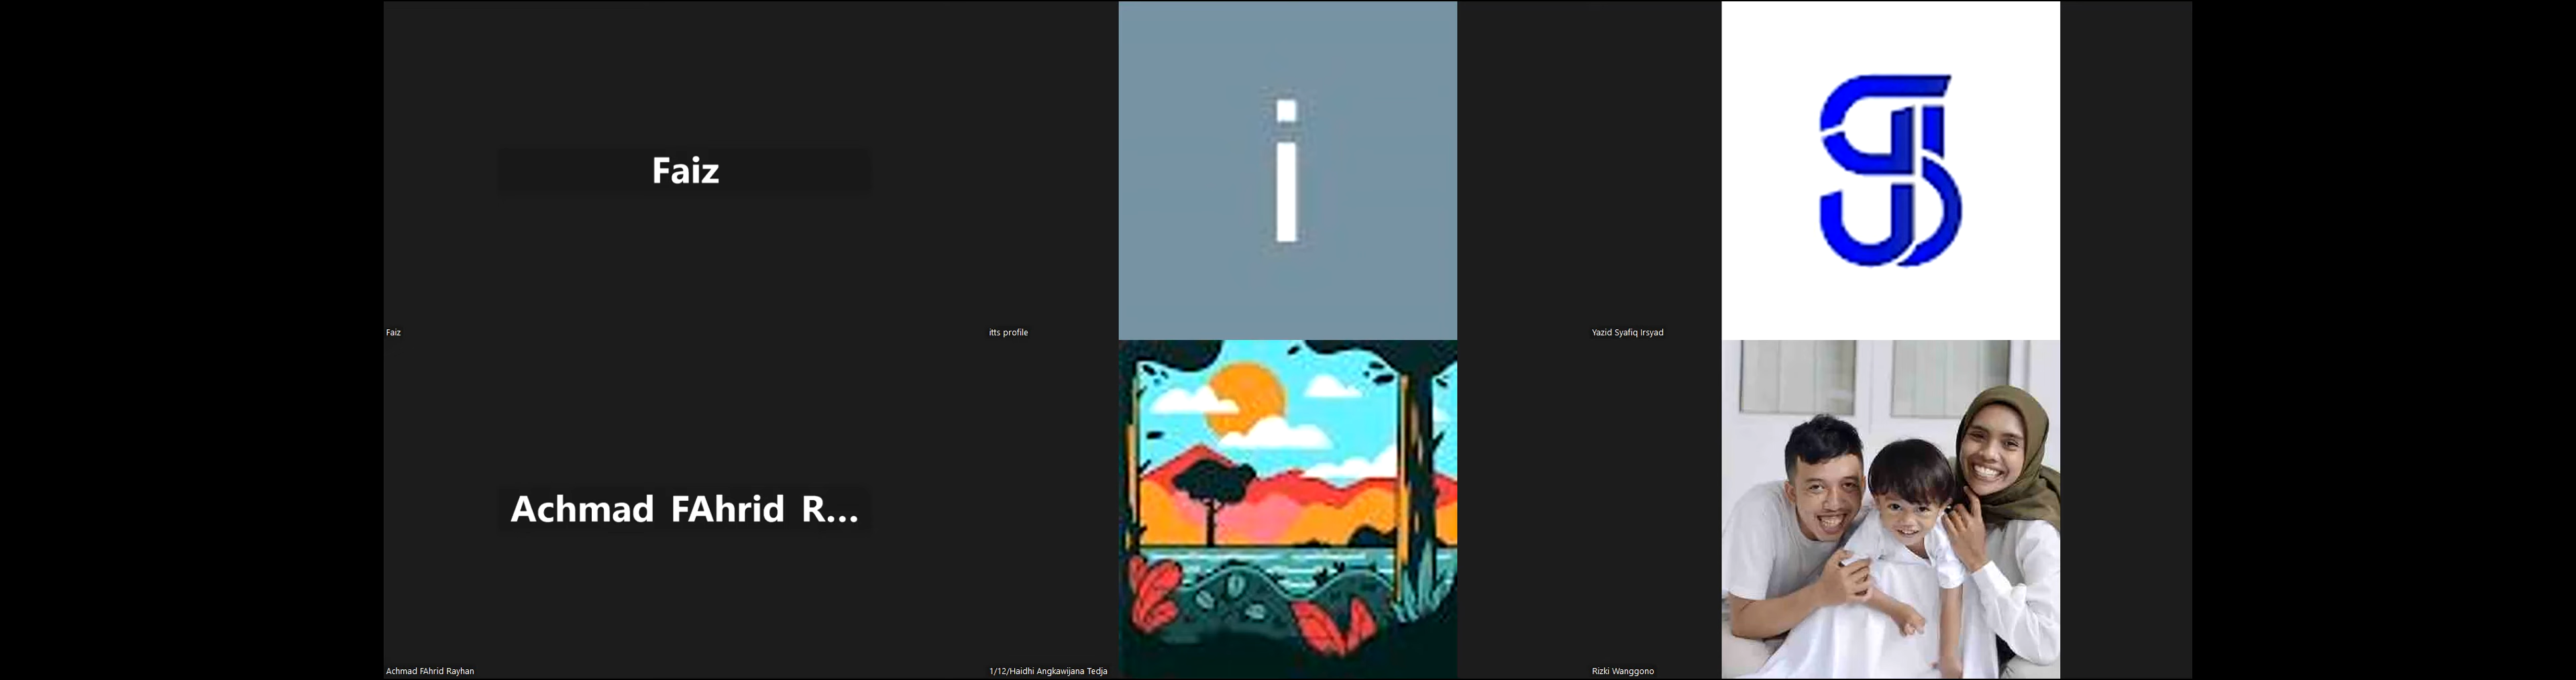 Faiz
i
Faiz
itts profile
Yazid Syafiq Irsyad
Achmad FAhrid R...
Achmad FAhrid Rayhan
1/12/Haidhi Angkawijana Tedja
Rizki Wanggono